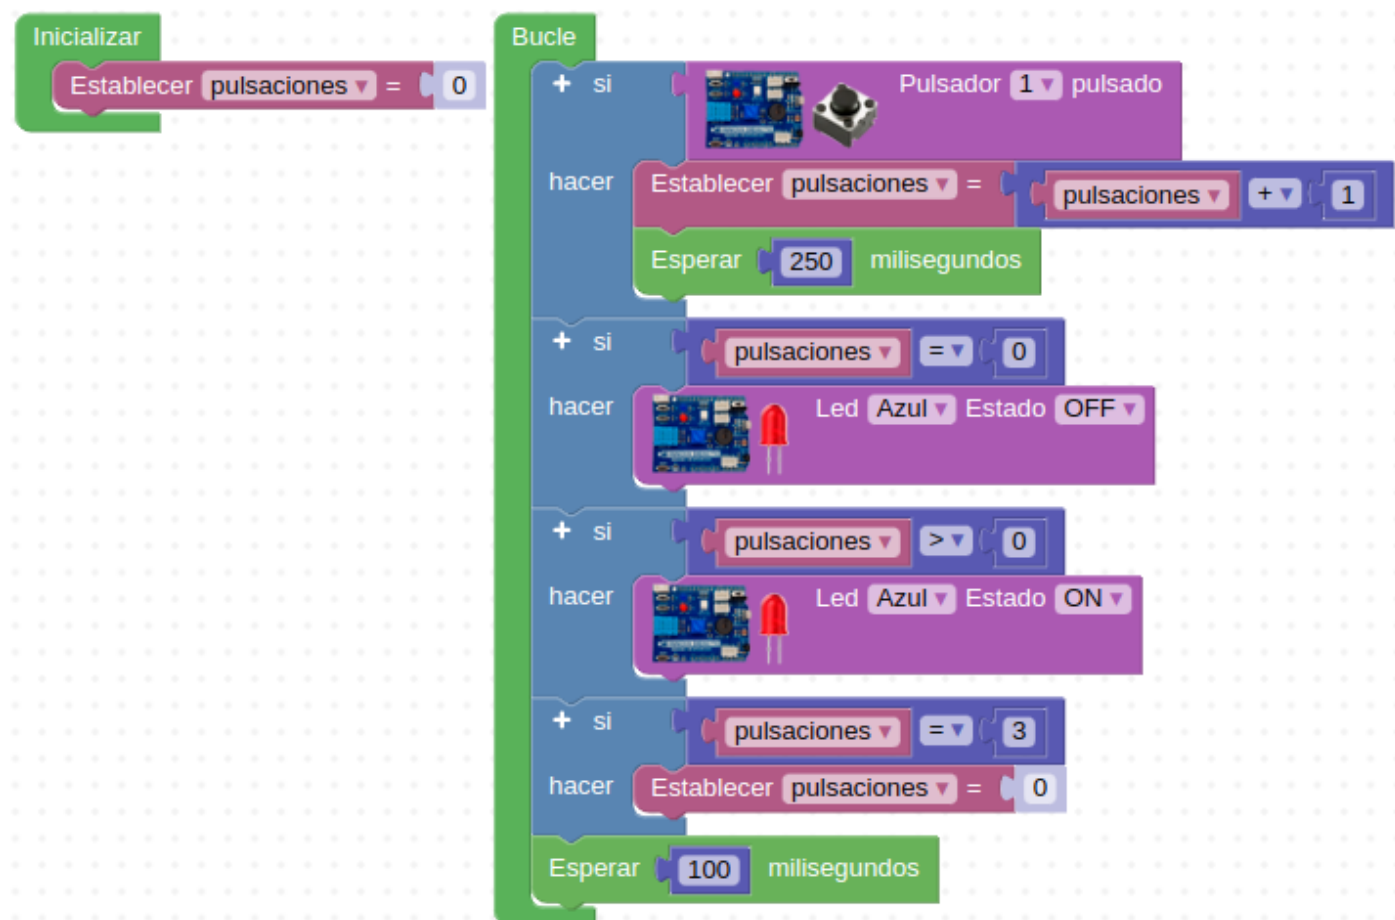 Inicializar
Establecer pulsaciones = 0
Bucle
+ si Pulsador 1 pulsado
hacer Establecer pulsaciones = pulsaciones + 1
Esperar 250 milisegundos
+ si pulsaciones = 0
hacer Led Azul Estado OFF
+ si pulsaciones > 0
hacer Led Azul Estado ON
+ si pulsaciones = 3
hacer Establecer pulsaciones = 0
Esperar 100 milisegundos